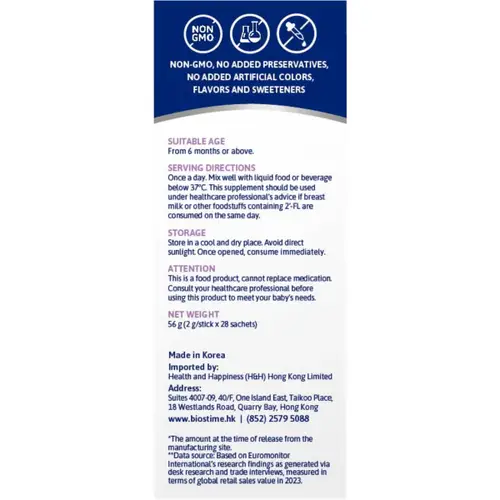 NON
GMO
NON-GMO, NO ADDED PRESERVATIVES,
NO ADDED ARTIFICIAL COLORS,
FLAVORS AND SWEETENERS
SUITABLE AGE
From 6 months or above.
SERVING DIRECTIONS
Once a day. Mix well with liquid food or beverage
below 37°C. This supplement should be used
under healthcare professional's advice if breast
milk or other foodstuffs containing 2'-FL are
consumed on the same day.
STORAGE
Store in a cool and dry place. Avoid direct
sunlight. Once opened, consume immediately.
ATTENTION
This is a food product, cannot replace medication.
Consult your healthcare professional before
using this product to meet your baby's needs.
NET WEIGHT
56 g (2 g/stick x 28 sachets)
Made in Korea
Imported by:
Health and Happiness (H&H) Hong Kong Limited
Address:
Suites 4007-09, 40/F, One Island East, Taikoo Place,
18 Westlands Road, Quarry Bay, Hong Kong
www.biostime.hk | (852) 2579 5088
*The amount at the time of release from the
manufacturing site.
**Data source: Based on Euromonitor
International's research findings as generated via
desk research and trade interviews, measured in
terms of global retail sales value in 2023.